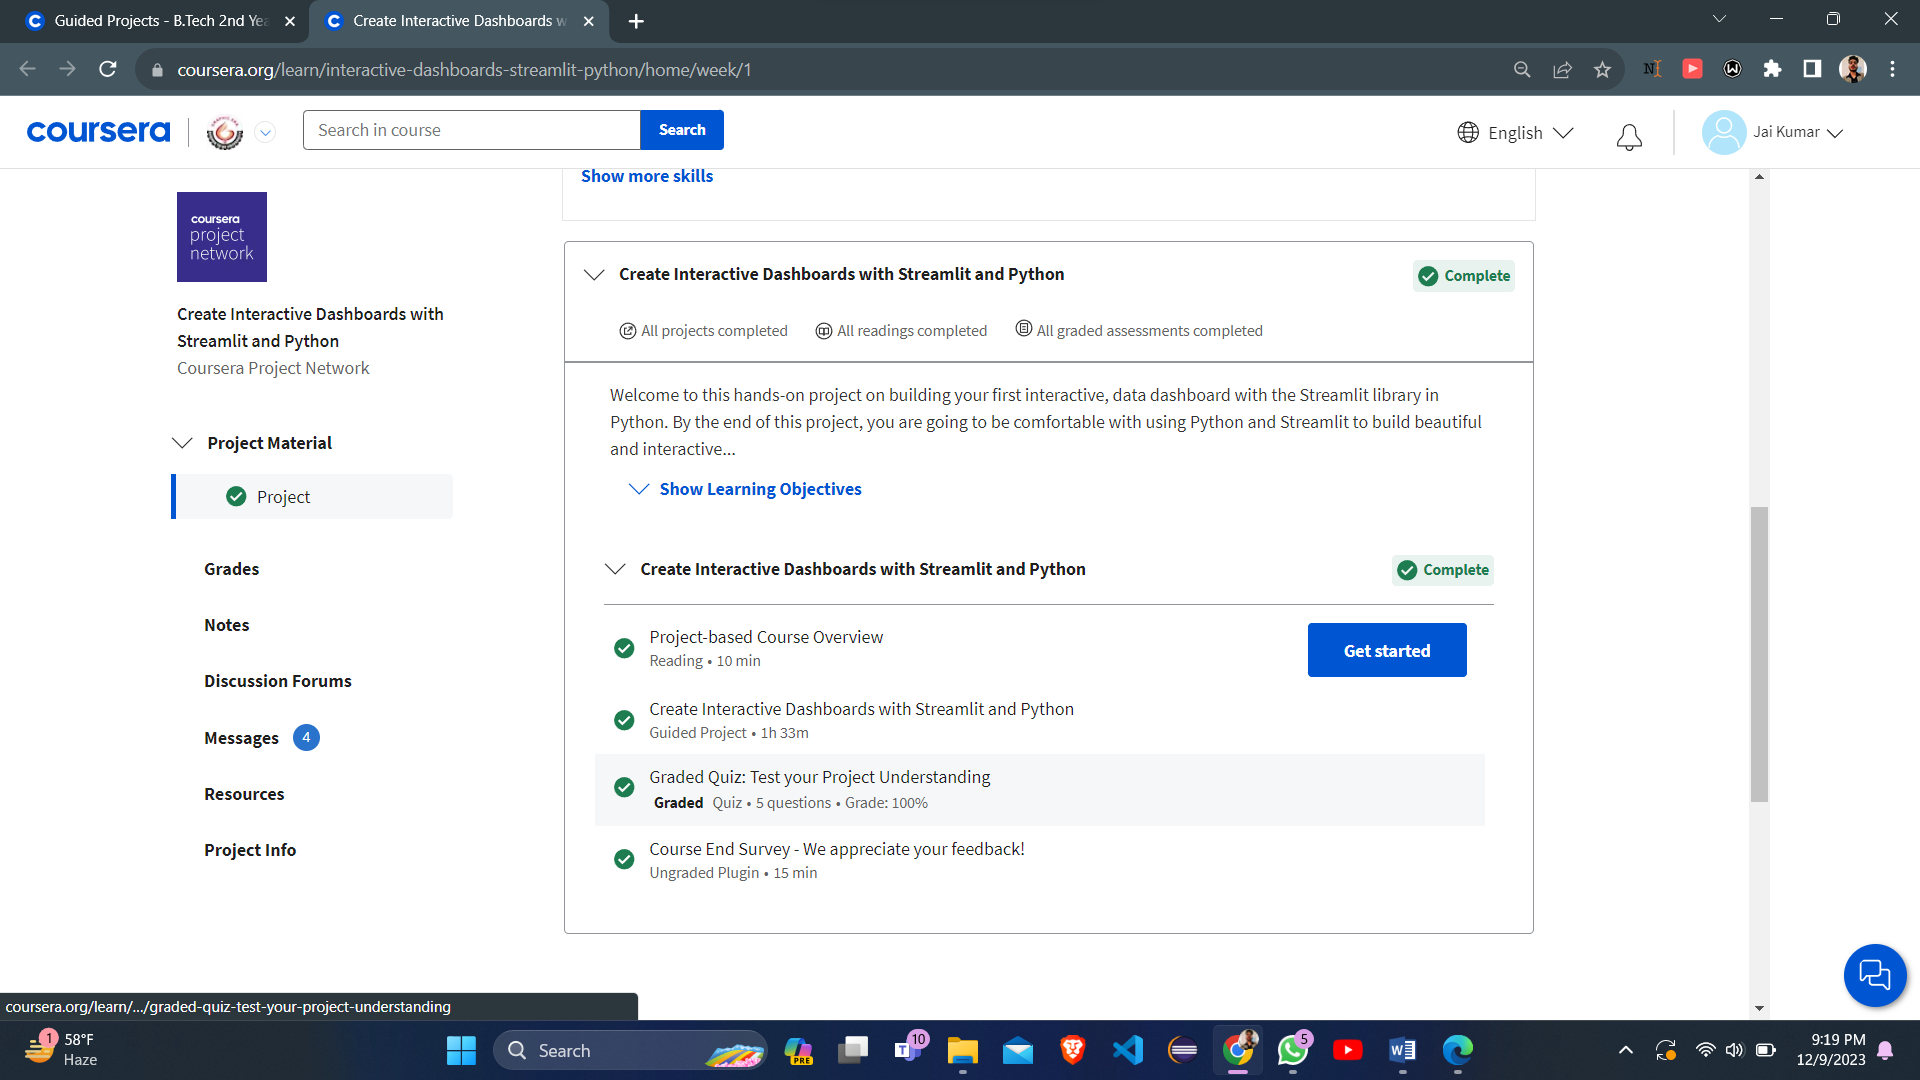 Guided Projects - B.Tech 2nd Yea
Create Interactive Dashboards w
coursera.org/learn/interactive-dashboards-streamlit-python/home/week/1
coursera
Search in course
Search
English
Jai Kumar
Show more skills
coursera
project
network
Create Interactive Dashboards with
Streamlit and Python
Coursera Project Network
Project Material
Project
Grades
Notes
Discussion Forums
Messages 4
Resources
Project Info
Create Interactive Dashboards with Streamlit and Python
Complete
All projects completed
All readings completed
All graded assessments completed
Welcome to this hands-on project on building your first interactive, data dashboard with the Streamlit library in
Python. By the end of this project, you are going to be comfortable with using Python and Streamlit to build beautiful
and interactive...
Show Learning Objectives
Create Interactive Dashboards with Streamlit and Python
Complete
Project-based Course Overview
Reading • 10 min
Get started
Create Interactive Dashboards with Streamlit and Python
Guided Project • 1h 33m
Graded Quiz: Test your Project Understanding
Graded Quiz • 5 questions • Grade: 100%
Course End Survey - We appreciate your feedback!
Ungraded Plugin • 15 min
coursera.org/learn/.../graded-quiz-test-your-project-understanding
1
58°F
Haze
Search
PRE
10
5
9:19 PM
12/9/2023